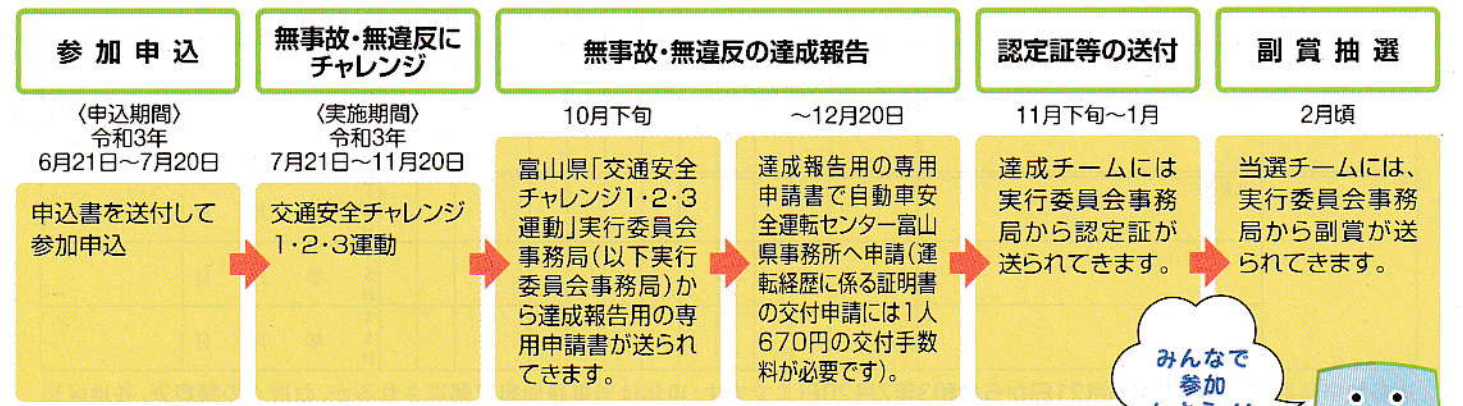 参加申込
〈申込期間〉
令和3年
6月21日～7月20日
申込書を送付して
参加申込
無事故・無違反に
チャレンジ
〈実施期間〉
令和3年
7月21日～11月20日
交通安全チャレンジ
1・2・3運動
無事故・無違反の達成報告
10月下旬
富山県「交通安全
チャレンジ1・2・3
運動」実行委員会
事務局(以下実行
委員会事務局)か
ら達成報告用の専
用申請書が送られ
てきます。
～12月20日
達成報告用の専用
申請書で自動車安
全運転センター富山
県事務所へ申請(運
転経歴に係る証明書
の交付申請には1人
670円の交付手数
料が必要です)。
認定証等の送付
11月下旬～1月
達成チームには
実行委員会事務
局から認定証が
送られてきます。
副賞抽選
2月頃
当選チームには、
実行委員会事務
局から副賞が送
られてきます。
みんなで
参加